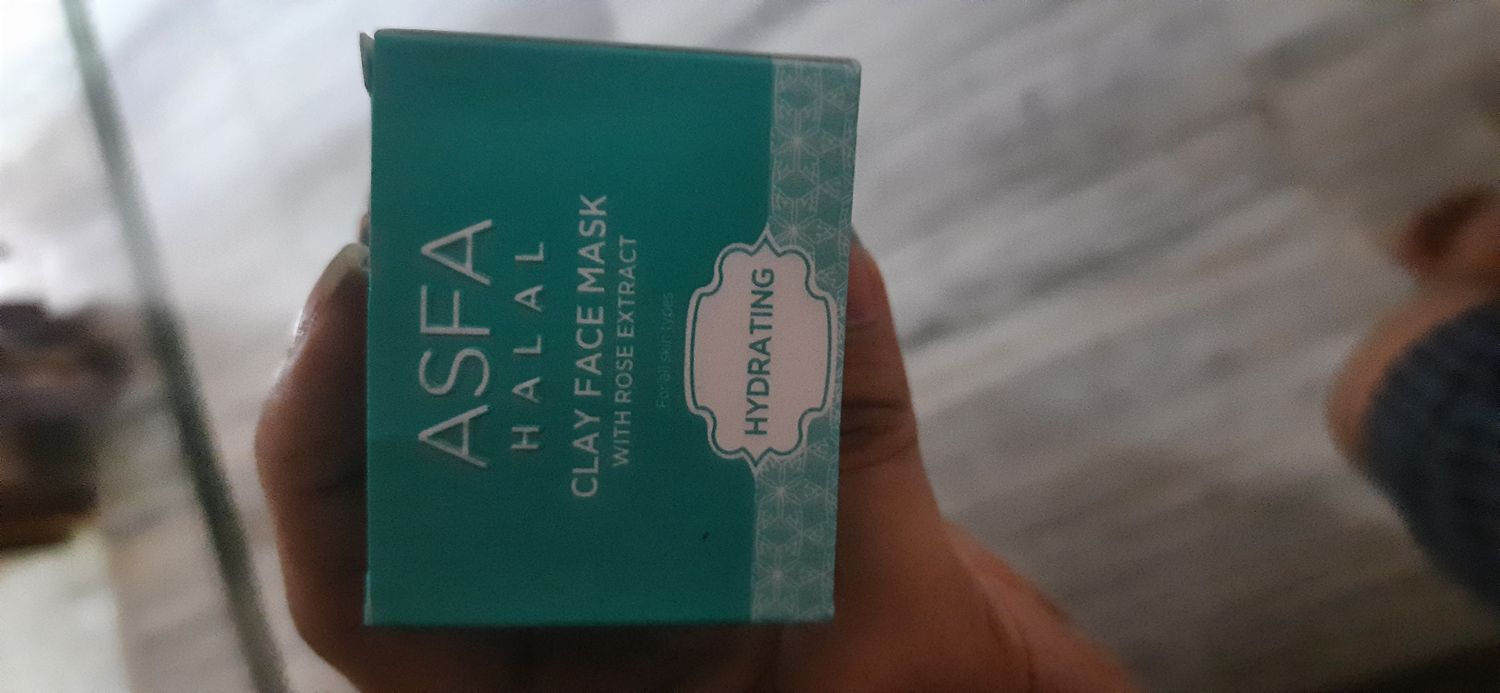 ASFA
HALAL
CLAY FACE MASK
WITH ROSE EXTRACT
For all skin types
HYDRATING